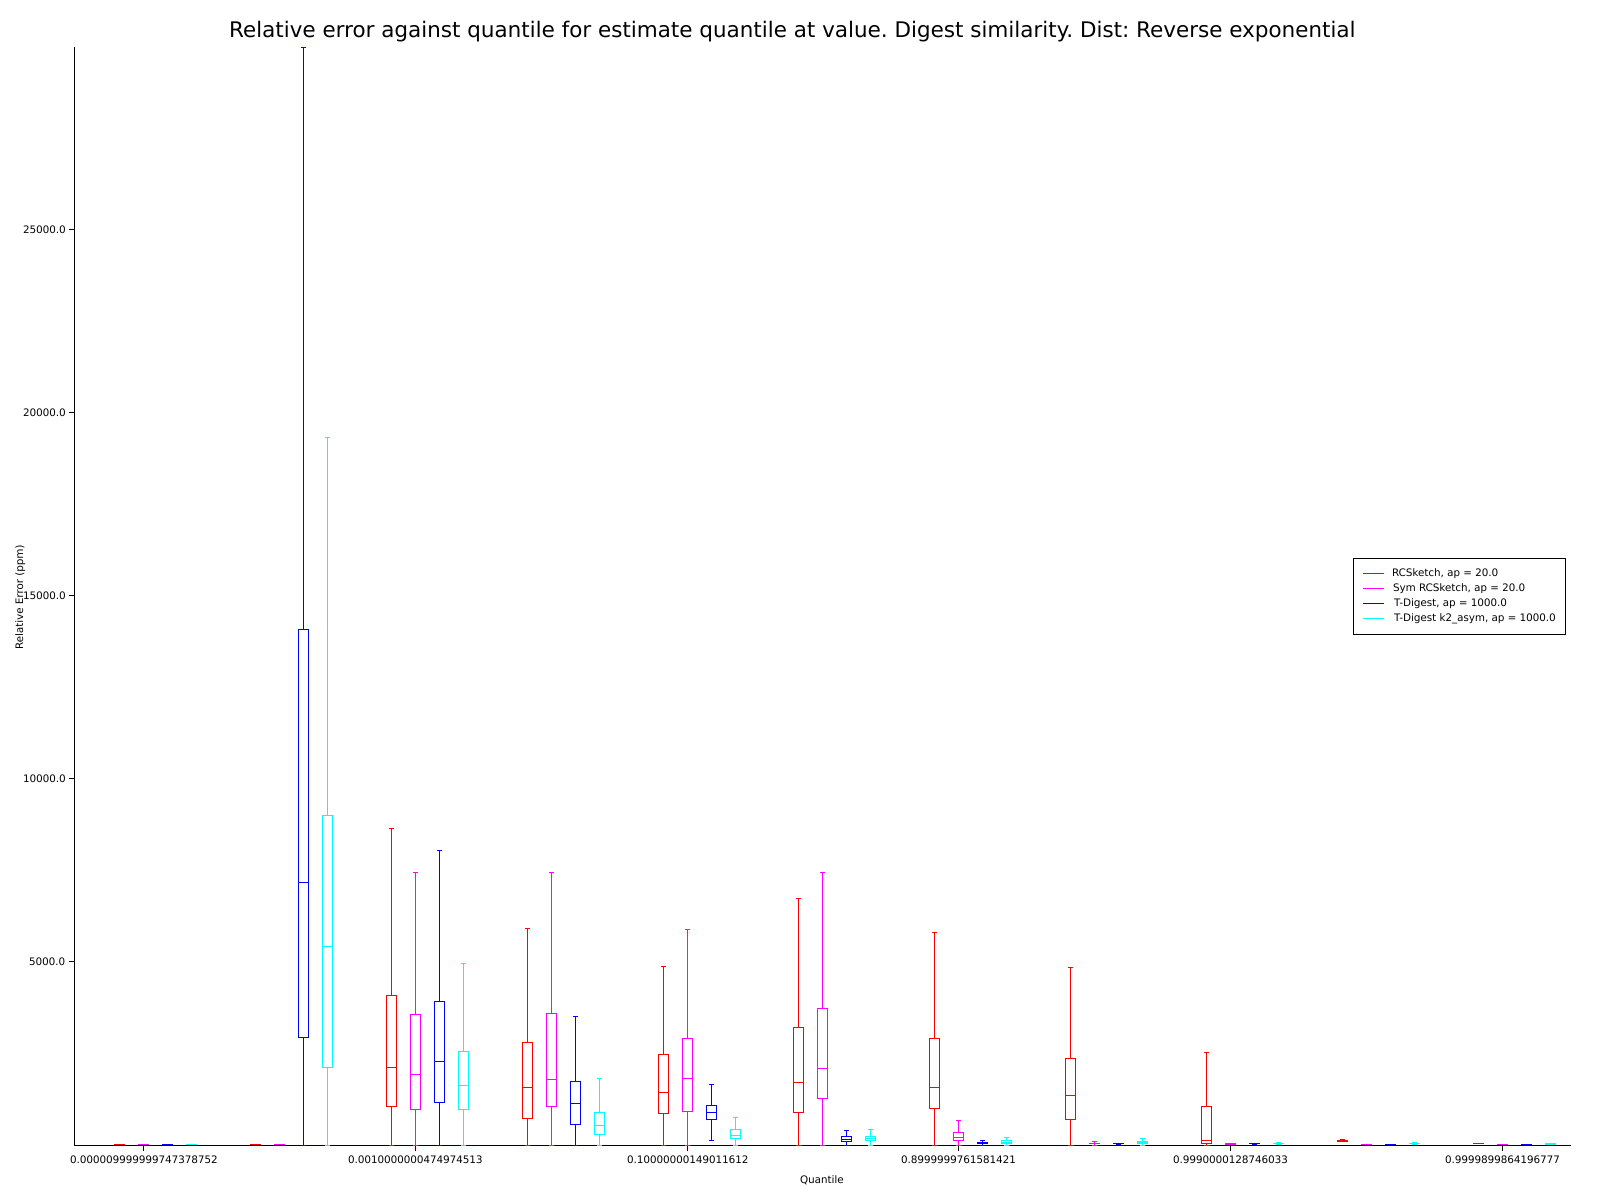 Relative error against quantile for estimate quantile at value. Digest similarity. Dist: Reverse exponential
25000.0
20000.0
15000.0
10000.0
5000.0
Relative Error (ppm)
RCSketch, ap = 20.0
Sym RCSketch, ap = 20.0
T-Digest, ap = 1000.0
T-Digest k2_asym, ap = 1000.0
0.0000099999999747378752 0.001000000474974513 0.10000000149011612 0.8999999761581421 0.9990000128746033 0.9999899864196777
Quantile